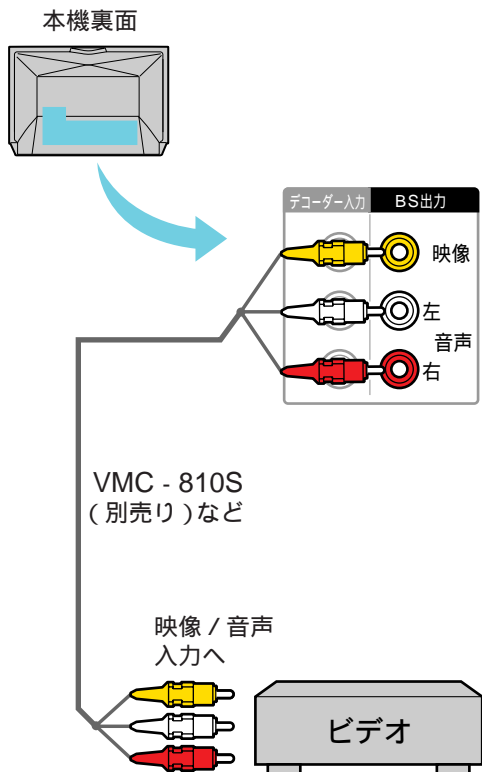 本機裏面
デコーダー入力 BS出力
映像
左
音声
右
VMC - 810S
( 別売り ) など
映像 / 音声
入力へ
ビデオ